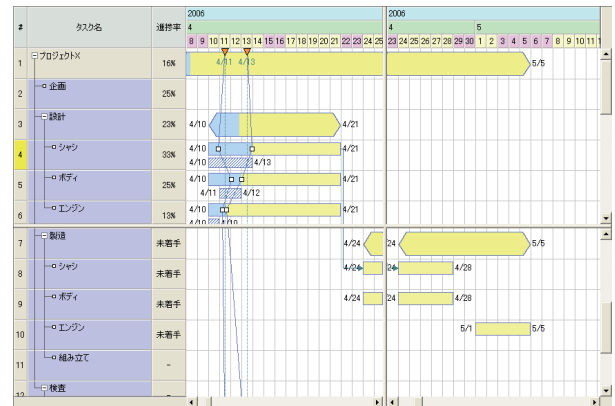 2006 2006
# タスク名 進捗率 4 4 5
8 9 10 11 12 13 14 15 16 17 18 19 20 21 22 23 24 25 23 24 25 26 27 28 29 30 1 2 3 4 5 6 7 8 9 10 11
1 プロジェクトX 16% 4/11 4/13 5/5
2 企画 25%
3 設計 23% 4/10 4/21
4 シャシ 33% 4/10 4/21
4/10 4/13
5 ボディ 25% 4/10 4/21
4/11 4/12
6 エンジン 13% 4/10 4/21
4/10 4/10
7 製造 未着手 4/24 24 5/5
8 シャシ 未着手 4/24 24 4/28
9 ボディ 未着手 4/24 24 4/28
10 エンジン 未着手 5/1 5/5
11 組み立て -
12 検査 -